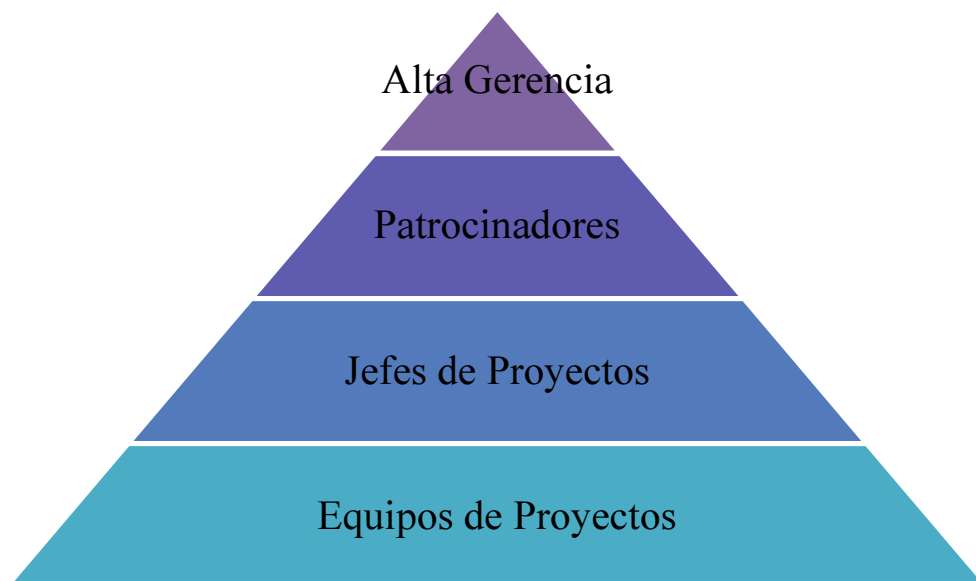 Alta Gerencia
Patrocinadores
Jefes de Proyectos
Equipos de Proyectos